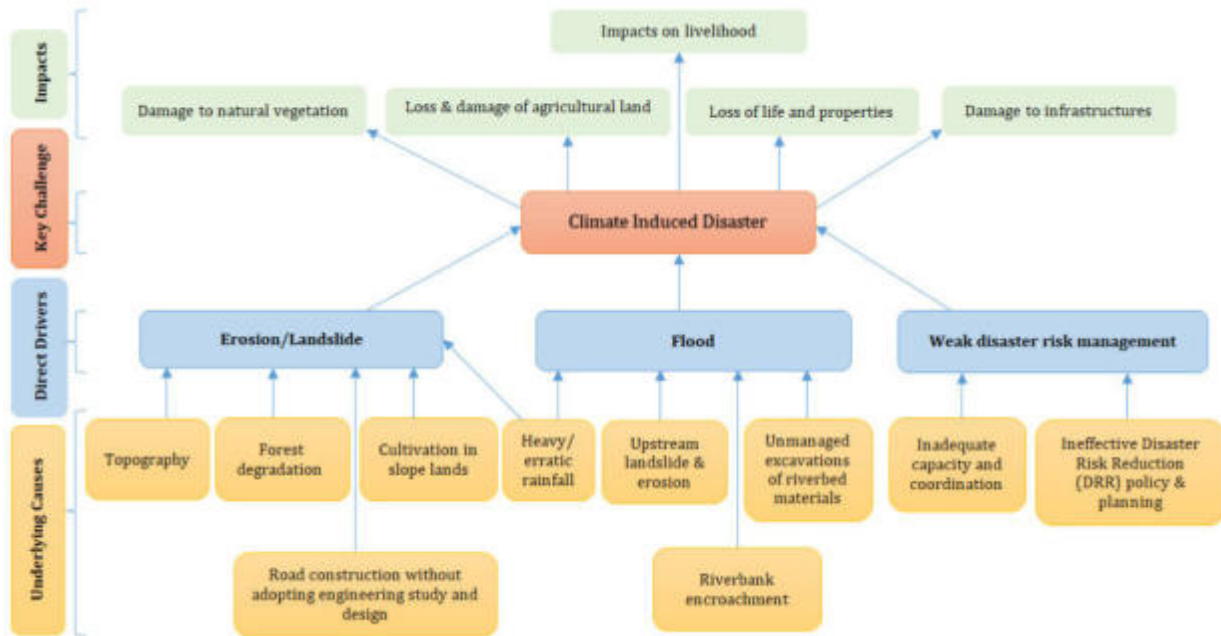 Impacts
Impacts on livelihood
Damage to natural vegetation
Loss & damage of agricultural land
Loss of life and properties
Damage to infrastructures
Key Challenge
Climate Induced Disaster
Direct Drivers
Erosion/Landslide
Flood
Weak disaster risk management
Underlying Causes
Topography
Forest
degradation
Cultivation in
slope lands
Heavy/
erratic
rainfall
Upstream
landslide &
erosion
Unmanaged
excavations
of riverbed
materials
Inadequate
capacity and
coordination
Ineffective Disaster
Risk Reduction
(DRR) policy &
planning
Road construction without
adopting engineering study and
design
Riverbank
encroachment